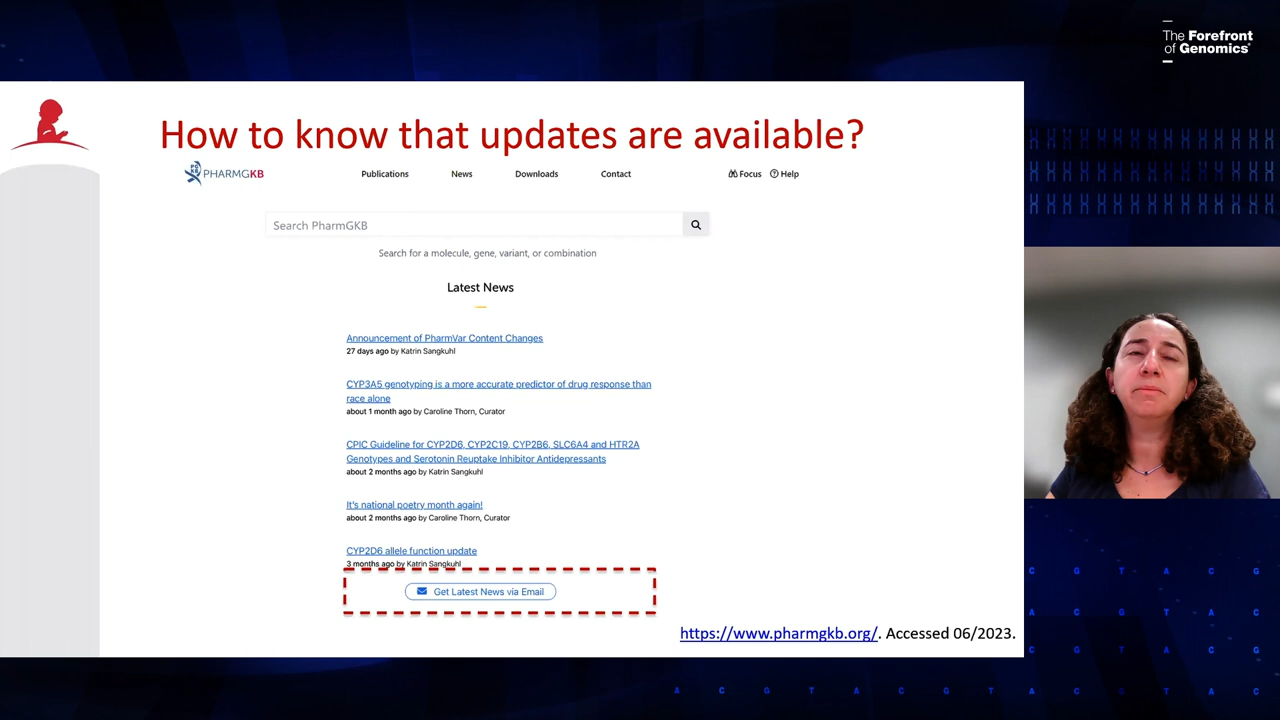 The Forefront
of Genomics®
How to know that updates are available?
PHARMGKB
Publications
News
Downloads
Contact
Focus
Help
Search PharmGKB
Search for a molecule, gene, variant, or combination
Latest News
Announcement of PharmVar Content Changes
27 days ago by Katrin Sangkuhl
CYP3A5 genotyping is a more accurate predictor of drug response than
race alone
about 1 month ago by Caroline Thorn, Curator
CPIC Guideline for CYP2D6, CYP2C19, CYP2B6, SLC6A4 and HTR2A
Genotypes and Serotonin Reuptake Inhibitor Antidepressants
about 2 months ago by Katrin Sangkuhl
It's national poetry month again!
about 2 months ago by Caroline Thorn, Curator
CYP2D6 allele function update
3 months ago by Katrin Sangkuhl
Get Latest News via Email
https://www.pharmgkb.org/. Accessed 06/2023.
C G T A C G
A C G T A C G T A C G T A C